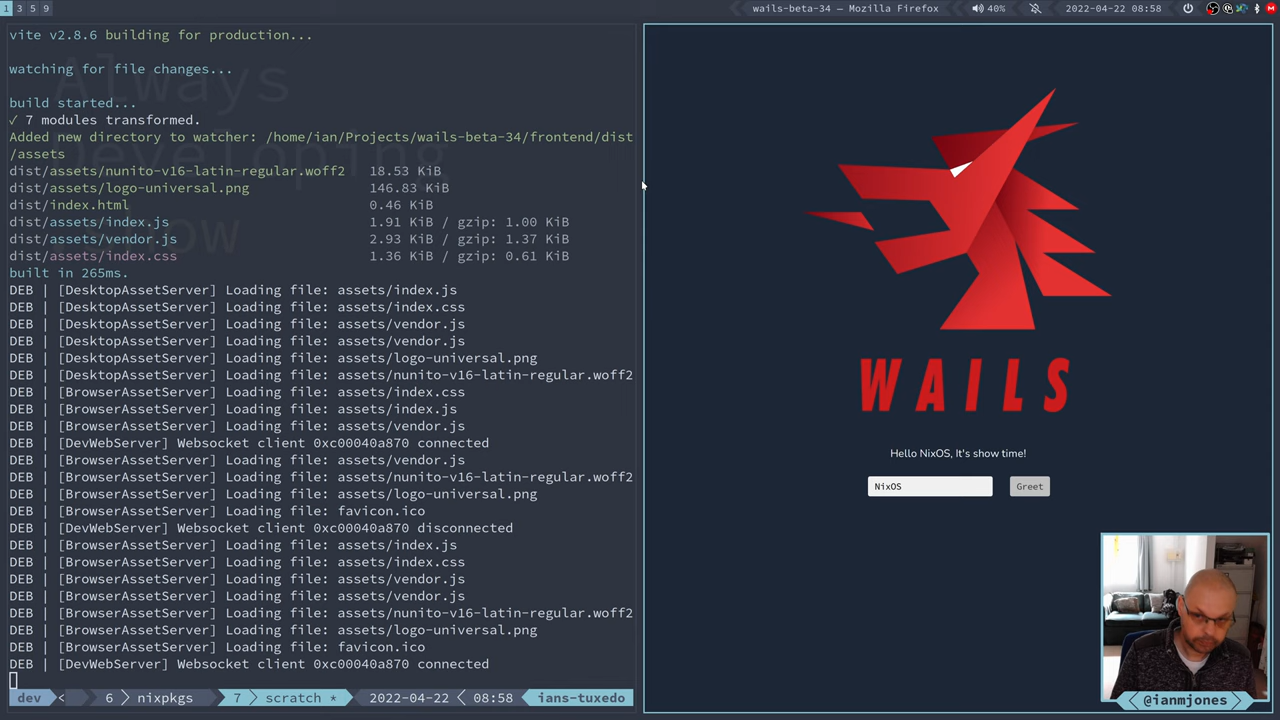 1 3 5 9
wails-beta-34 — Mozilla Firefox
40%
2022-04-22 08:58
vite v2.8.6 building for production...
watching for file changes...
build started...
✓ 7 modules transformed.
Added new directory to watcher: /home/ian/Projects/wails-beta-34/frontend/dist
/assets
dist/assets/nunito-v16-latin-regular.woff2 18.53 KiB
dist/assets/logo-universal.png 146.83 KiB
dist/index.html 0.46 KiB
dist/assets/index.js 1.91 KiB / gzip: 1.00 KiB
dist/assets/vendor.js 2.93 KiB / gzip: 1.37 KiB
dist/assets/index.css 1.36 KiB / gzip: 0.61 KiB
built in 265ms.
DEB | [DesktopAssetServer] Loading file: assets/index.js
DEB | [DesktopAssetServer] Loading file: assets/index.css
DEB | [DesktopAssetServer] Loading file: assets/vendor.js
DEB | [DesktopAssetServer] Loading file: assets/vendor.js
DEB | [DesktopAssetServer] Loading file: assets/logo-universal.png
DEB | [DesktopAssetServer] Loading file: assets/nunito-v16-latin-regular.woff2
DEB | [BrowserAssetServer] Loading file: assets/index.css
DEB | [BrowserAssetServer] Loading file: assets/index.js
DEB | [BrowserAssetServer] Loading file: assets/vendor.js
DEB | [DevWebServer] Websocket client 0xc00040a870 connected
DEB | [BrowserAssetServer] Loading file: assets/vendor.js
DEB | [BrowserAssetServer] Loading file: assets/nunito-v16-latin-regular.woff2
DEB | [BrowserAssetServer] Loading file: assets/logo-universal.png
DEB | [BrowserAssetServer] Loading file: favicon.ico
DEB | [DevWebServer] Websocket client 0xc00040a870 disconnected
DEB | [BrowserAssetServer] Loading file: assets/index.js
DEB | [BrowserAssetServer] Loading file: assets/index.css
DEB | [BrowserAssetServer] Loading file: assets/vendor.js
DEB | [BrowserAssetServer] Loading file: assets/vendor.js
DEB | [BrowserAssetServer] Loading file: assets/nunito-v16-latin-regular.woff2
DEB | [BrowserAssetServer] Loading file: assets/logo-universal.png
DEB | [BrowserAssetServer] Loading file: favicon.ico
DEB | [DevWebServer] Websocket client 0xc00040a870 connected
dev < 6 > nixpkgs 7 > scratch * 2022-04-22 < 08:58 ians-tuxedo
Always
Developing
WAILS
Hello NixOS, It's show time!
NixOS
Greet
@ianmjones